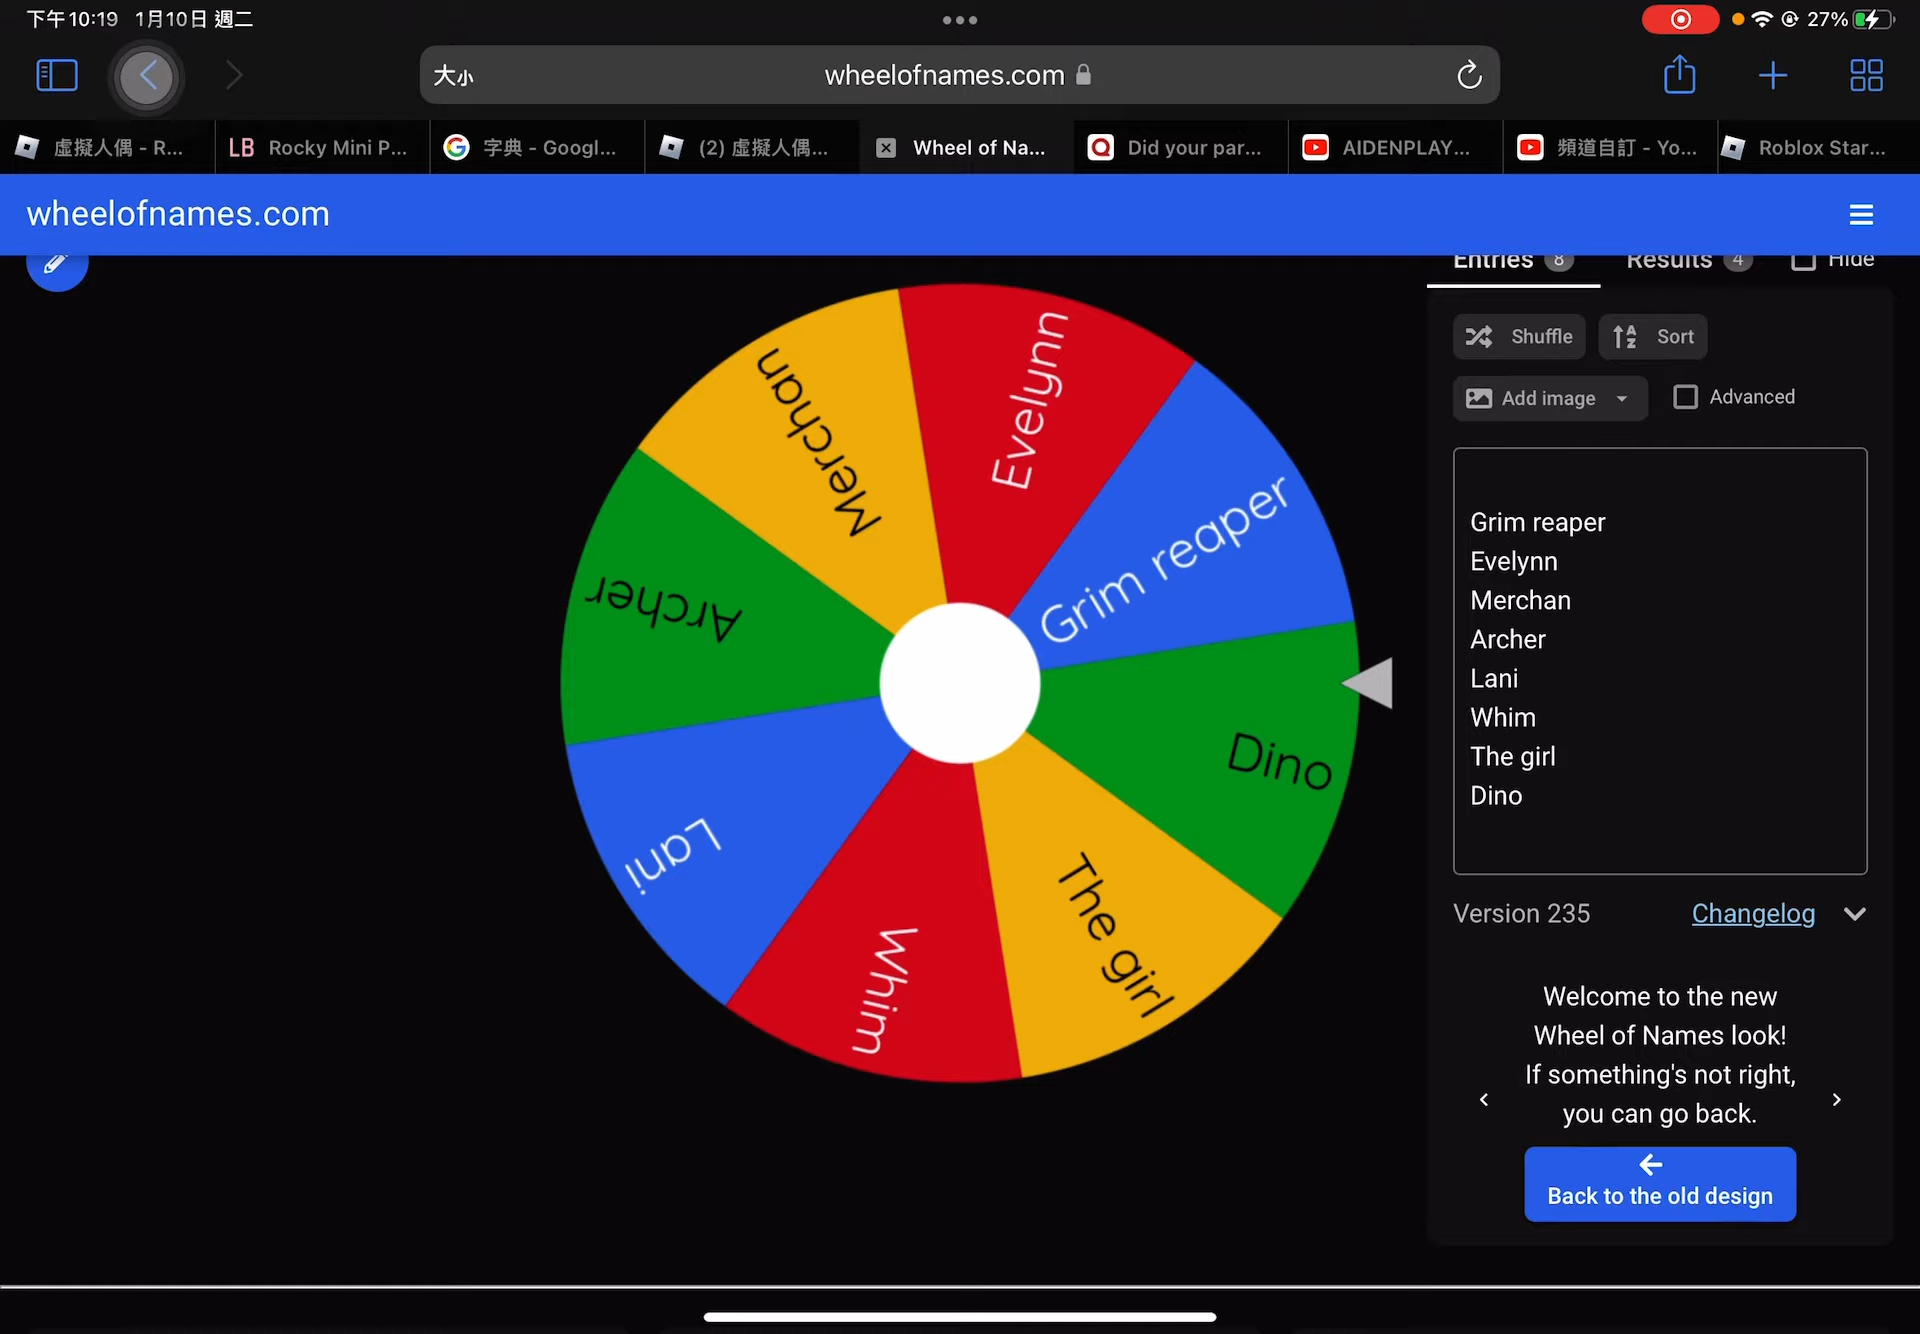 下午10:19 1月10日 週二
27%
大小
wheelofnames.com
虛擬人偶 - R...
LB Rocky Mini P...
字典 - Googl...
(2) 虛擬人偶...
Wheel of Na...
Did your par...
AIDENPLAY...
頻道自訂 - Yo...
Roblox Star...
wheelofnames.com
Entries 8
Results 4
Hide
Shuffle
Sort
Add image
Advanced
Evelynn
Grim reaper
Dino
The girl
Whim
Lani
Archer
Merchan
Grim reaper
Evelynn
Merchan
Archer
Lani
Whim
The girl
Dino
Version 235
Changelog
Welcome to the new
Wheel of Names look!
If something's not right,
you can go back.
Back to the old design